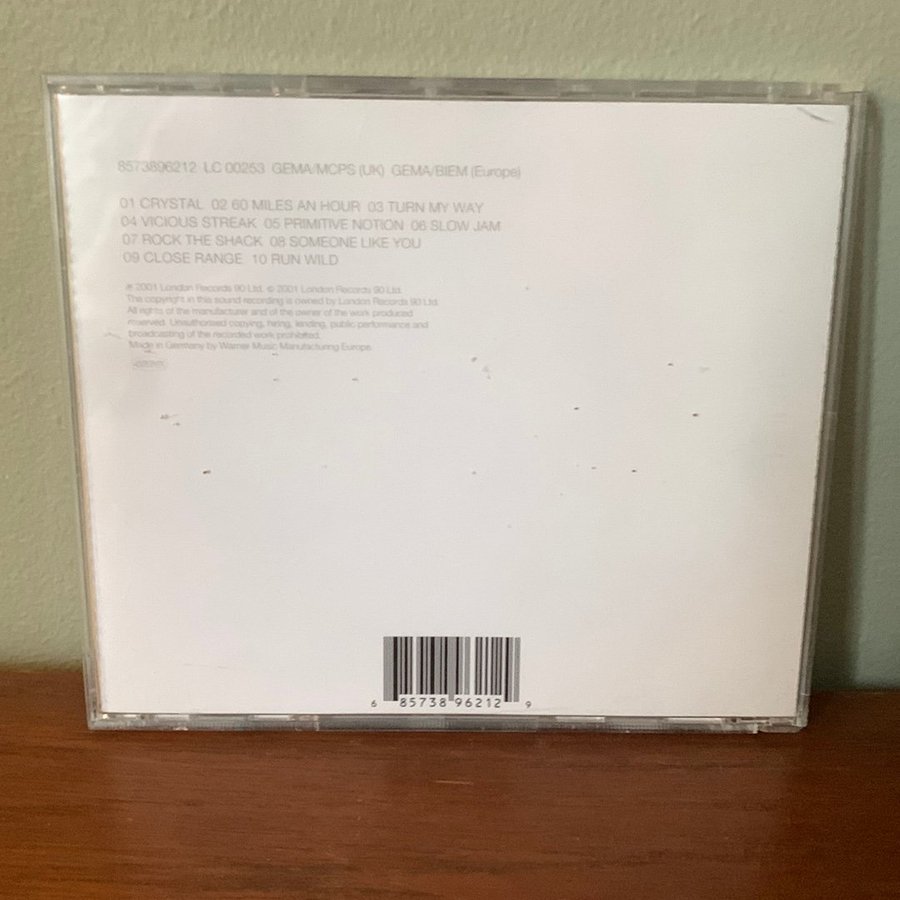 8573896212 LC 00253 GEMA/MCPS (UK) GEMA/BIEM (Europe)
01 CRYSTAL 02 60 MILES AN HOUR 03 TURN MY WAY
04 VICIOUS STREAK 05 PRIMITIVE NOTION 06 SLOW JAM
07 ROCK THE SHACK 08 SOMEONE LIKE YOU
09 CLOSE RANGE 10 RUN WILD
℗ 2001 London Records 90 Ltd. © 2001 London Records 90 Ltd.
The copyright in this sound recording is owned by London Records 90 Ltd.
All rights of the manufacturer and of the owner of the work produced
reserved. Unauthorised copying, hiring, lending, public performance and
broadcasting of the recorded work prohibited.
Made in Germany by Warner Music Manufacturing Europe.
6 85738 96212 9